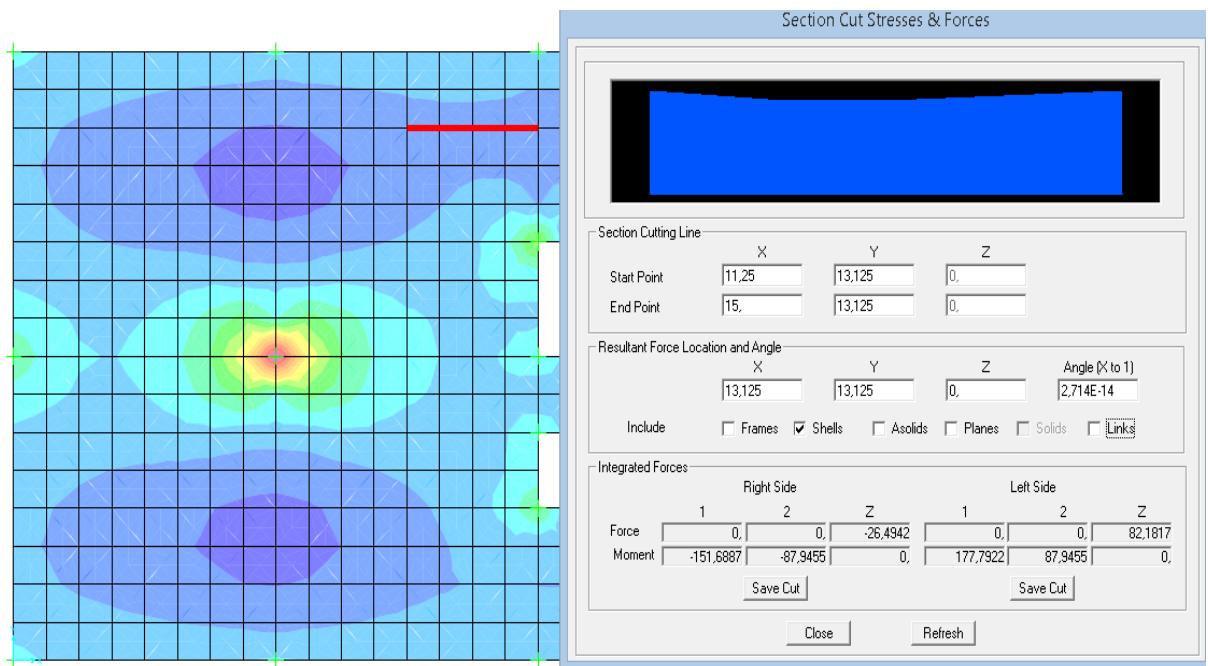 Section Cut Stresses & Forces
Section Cutting Line
X Y Z
Start Point 11,25 13,125 0,
End Point 15, 13,125 0,
Resultant Force Location and Angle
X Y Z Angle (X to 1)
13,125 13,125 0, 2,714E-14
Include Frames Shells Asolids Planes Solids Links
Integrated Forces
Right Side Left Side
1 2 Z 1 2 Z
Force 0, 0, -26,4942 0, 0, 82,1817
Moment -151,6887 -87,9455 0, 177,7922 87,9455 0,
Save Cut Save Cut
Close Refresh